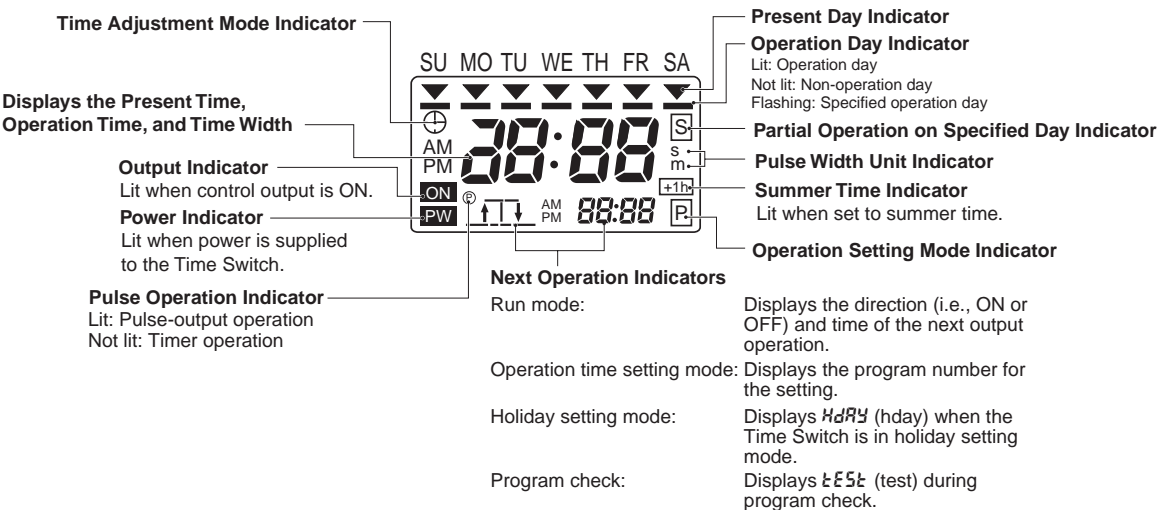 Time Adjustment Mode Indicator
Present Day Indicator
Operation Day Indicator
Lit: Operation day
Not lit: Non-operation day
Flashing: Specified operation day
SU MO TU WE TH FR SA
Displays the Present Time,
Operation Time, and Time Width
AM
PM
38:88
S
s
m
+1h
ON
PW
P
AM
PM
88:88
P
Partial Operation on Specified Day Indicator
Pulse Width Unit Indicator
Summer Time Indicator
Lit when set to summer time.
Operation Setting Mode Indicator
Output Indicator
Lit when control output is ON.
Power Indicator
Lit when power is supplied
to the Time Switch.
Pulse Operation Indicator
Lit: Pulse-output operation
Not lit: Timer operation
Next Operation Indicators
Run mode: Displays the direction (i.e., ON or
OFF) and time of the next output
operation.
Operation time setting mode: Displays the program number for
the setting.
Holiday setting mode: Displays HdAY (hday) when the
Time Switch is in holiday setting
mode.
Program check: Displays tESt (test) during
program check.